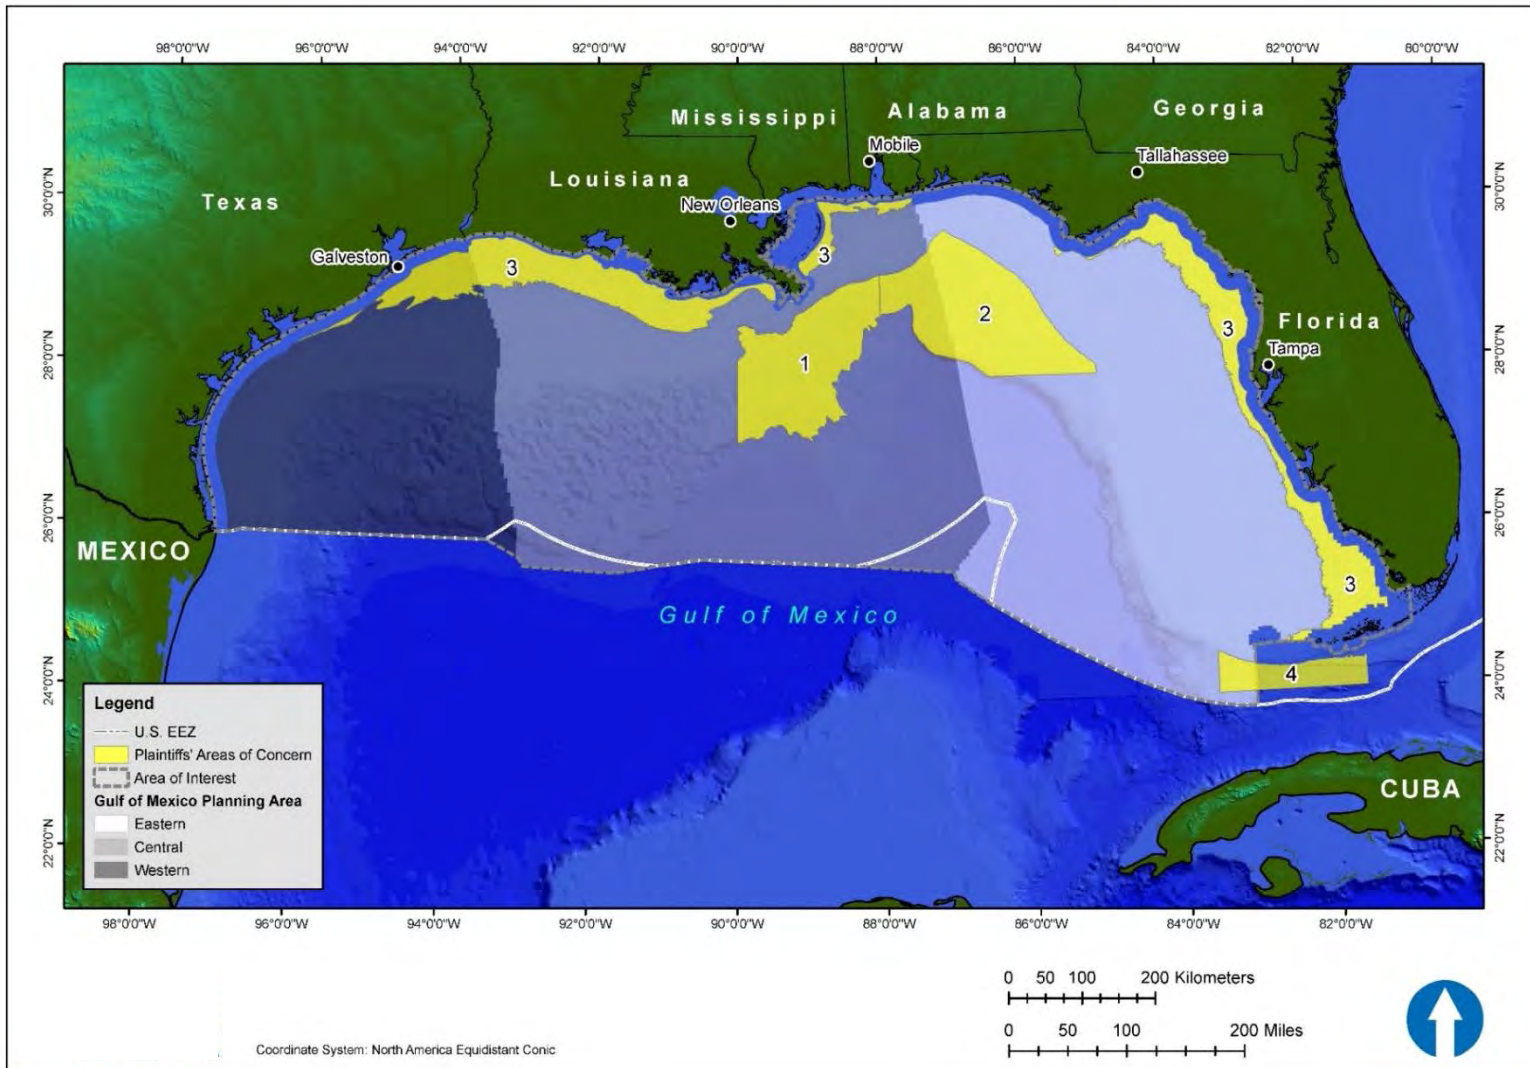 98°0'0"W 96°0'0"W 94°0'0"W 92°0'0"W 90°0'0"W 88°0'0"W 86°0'0"W 84°0'0"W 82°0'0"W 80°0'0"W
Mississippi
Alabama
Georgia
Mobile
Tallahassee
Louisiana
Texas
New Orleans
30°0'0"N
30°0'0"N
Galveston
3
3
2
3
Florida
Tampa
1
28°0'0"N
28°0'0"N
26°0'0"N
26°0'0"N
MEXICO
3
Gulf of Mexico
4
24°0'0"N
24°0'0"N
CUBA
22°0'0"N
22°0'0"N
Legend
U.S. EEZ
Plaintiffs' Areas of Concern
Area of Interest
Gulf of Mexico Planning Area
Eastern
Central
Western
98°0'0"W 96°0'0"W 94°0'0"W 92°0'0"W 90°0'0"W 88°0'0"W 86°0'0"W 84°0'0"W 82°0'0"W
0 50 100 200 Kilometers
0 50 100 200 Miles
Coordinate System: North America Equidistant Conic